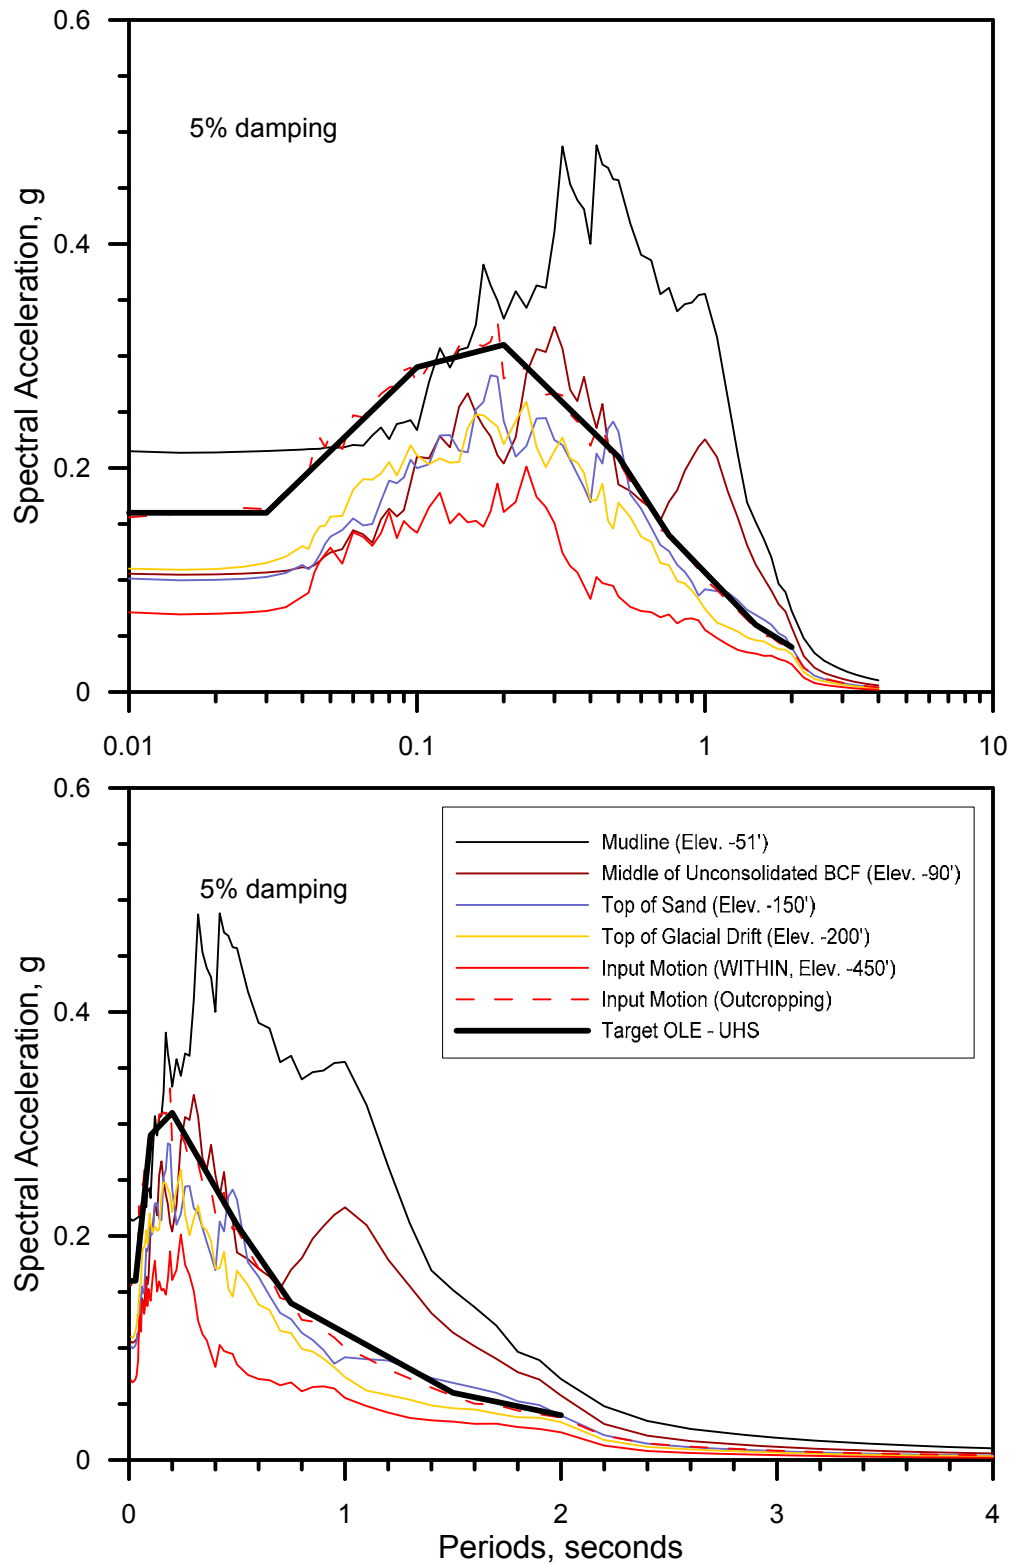 0.6
5% damping
0.4
Spectral Acceleration, g
0.2
0
0.01
0.1
1
10
0.6
Mudline (Elev. -51')
Middle of Unconsolidated BCF (Elev. -90')
5% damping
Top of Sand (Elev. -150')
Top of Glacial Drift (Elev. -200')
Input Motion (WITHIN, Elev. -450')
Input Motion (Outcropping)
Target OLE - UHS
0.4
Spectral Acceleration, g
0.2
0
0
1
2
3
4
Periods, seconds